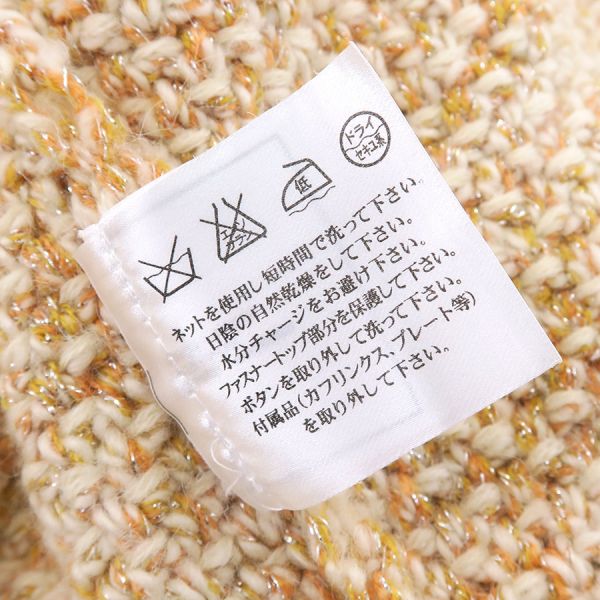 エンソ
サラシ
低
ドライ
セキユ系
ネットを使用し短時間で洗って下さい。
日陰の自然乾燥をして下さい。
水分チャージをお避け下さい。
ファスナートップ部分を保護して下さい。
ボタンを取り外して洗って下さい。
付属品(カフリンクス、プレート等)
を取り外して下さい。